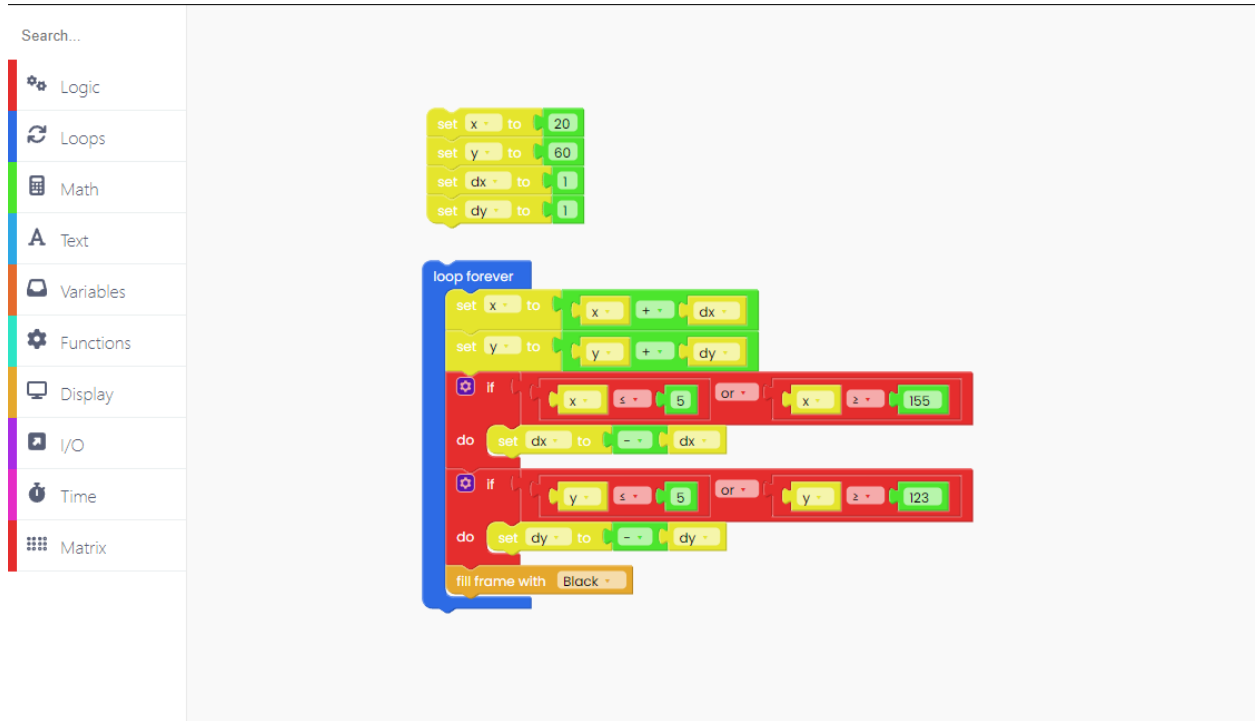 Search...
Logic
Loops
Math
Text
Variables
Functions
Display
I/O
Time
Matrix
set x to 20
set y to 60
set dx to 1
set dy to 1
loop forever
set x to x + dx
set y to y + dy
if x ≤ 5 or x ≥ 155
do set dx to - dx
if y ≤ 5 or y ≥ 123
do set dy to - dy
fill frame with Black